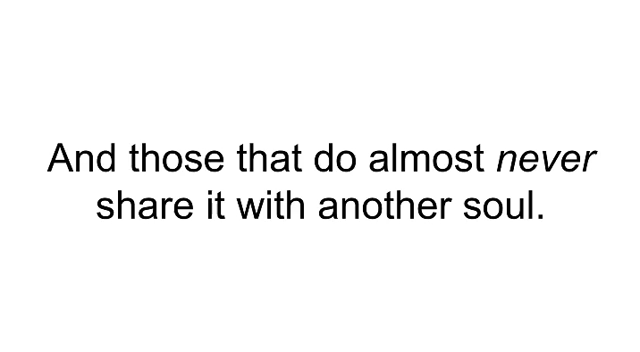 And those that do almost never
share it with another soul.